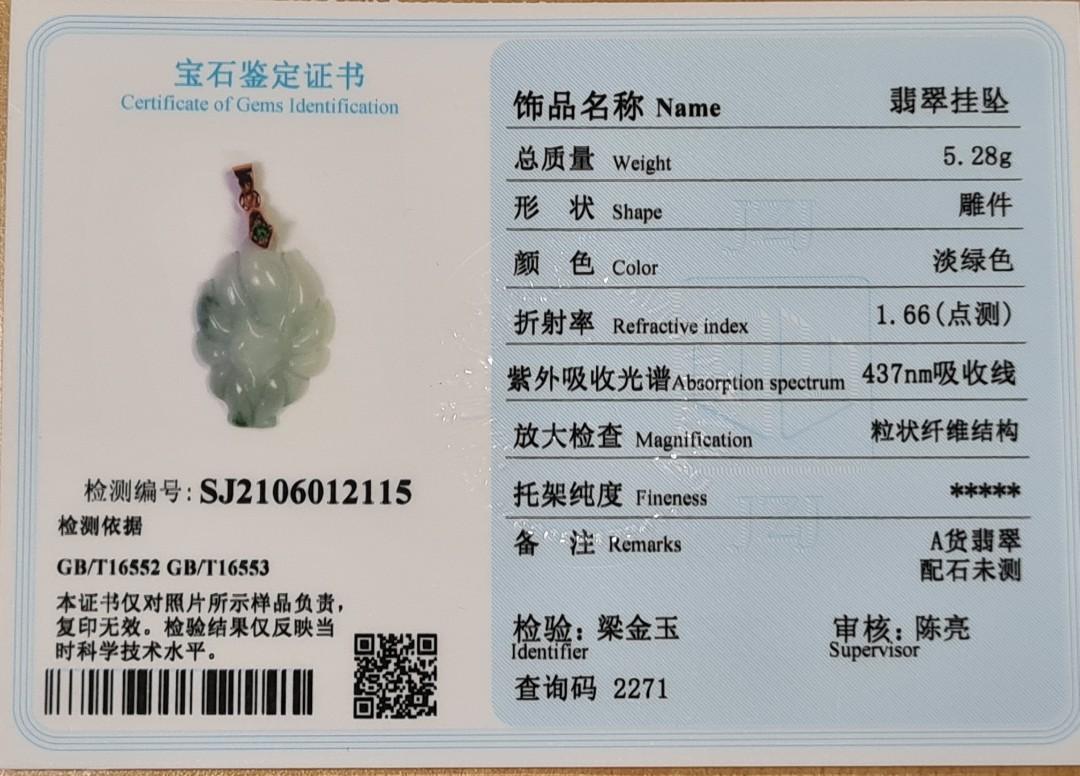 宝石鉴定证书
Certificate of Gems Identification
检测编号: SJ2106012115
检测依据
GB/T16552 GB/T16553
本证书仅对照片所示样品负责，
复印无效。检验结果仅反映当
时科学技术水平。
饰品名称 Name 翡翠挂坠
总质量 Weight 5.28g
形 状 Shape 雕件
颜 色 Color 淡绿色
折射率 Refractive index 1.66(点测)
紫外吸收光谱 Absorption spectrum 437nm吸收线
放大检查 Magnification 粒状纤维结构
托架纯度 Fineness *****
备 注 Remarks A货翡翠
配石未测
检验: 梁金玉 审核: 陈亮
Identifier Supervisor
查询码 2271